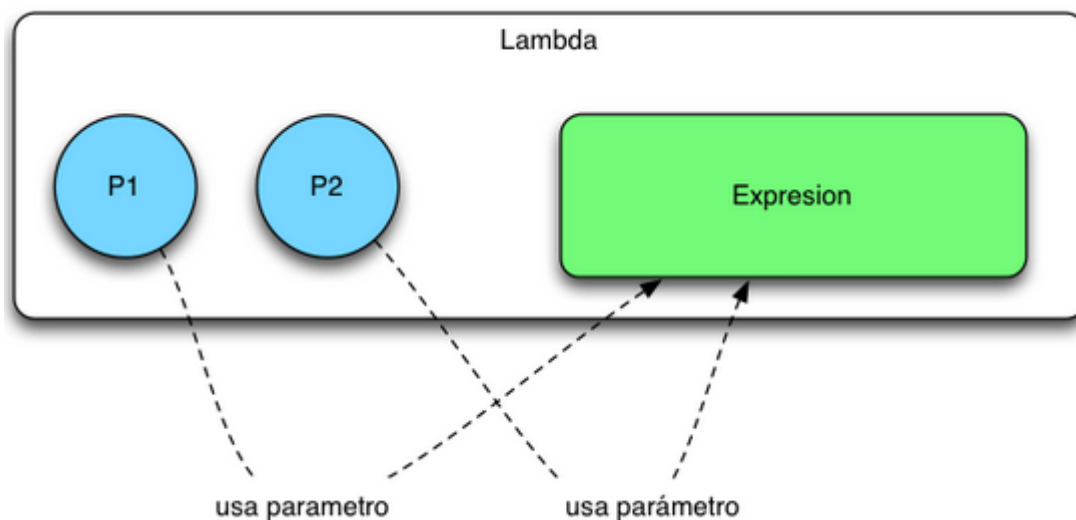 Lambda
P1
P2
Expresion
usa parametro
usa parámetro